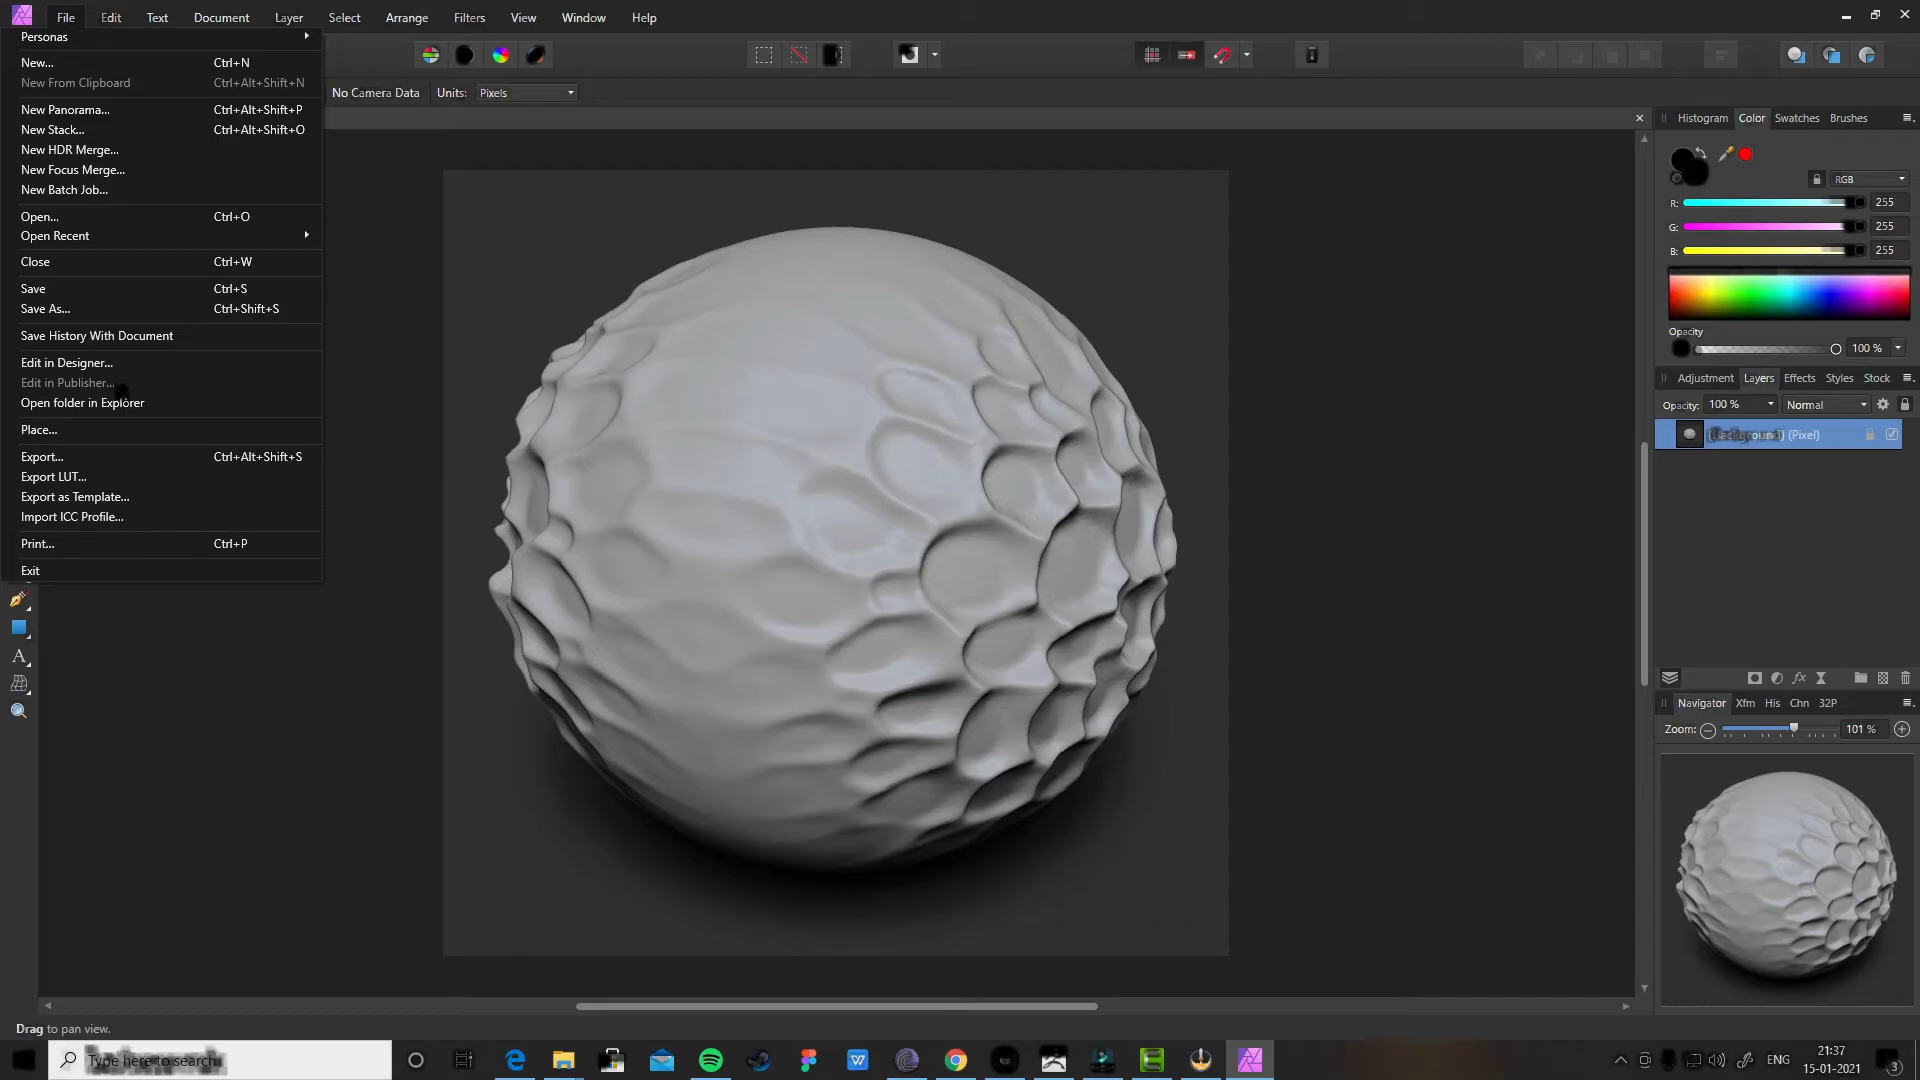 File Edit Text Document Layer Select Arrange Filters View Window Help
Personas
New... Ctrl+N
New From Clipboard Ctrl+Alt+Shift+N
New Panorama... Ctrl+Alt+Shift+P
New Stack... Ctrl+Alt+Shift+O
New HDR Merge...
New Focus Merge...
New Batch Job...
Open... Ctrl+O
Open Recent
Close Ctrl+W
Save Ctrl+S
Save As... Ctrl+Shift+S
Save History With Document
Edit in Designer...
Edit in Publisher...
Open folder in Explorer
Place...
Export... Ctrl+Alt+Shift+S
Export LUT...
Export as Template...
Import ICC Profile...
Print... Ctrl+P
Exit
No Camera Data Units: Pixels
Histogram Color Swatches Brushes
RGB
R: 255
G: 255
B: 255
Opacity
100 %
Adjustment Layers Effects Styles Stock
Opacity: 100 % Normal
(Background) (Pixel)
Navigator Xfm His Chn 32P
Zoom: 101 %
Drag to pan view.
Type here to search
ENG
21:37
15-01-2021
3